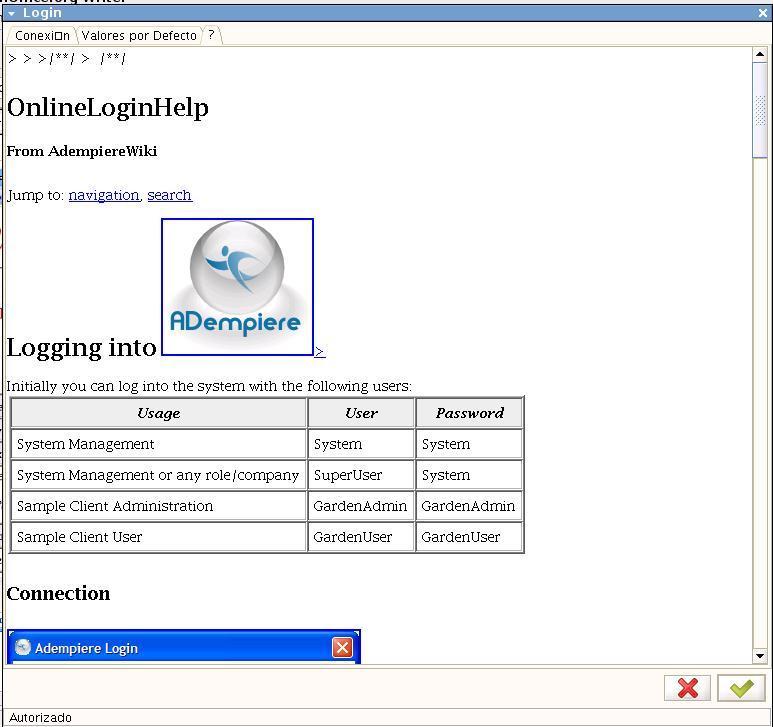 Login
Conexi□n Valores por Defecto ?
> > >/**/ > /**/
OnlineLoginHelp
From AdempiereWiki
Jump to: navigation, search
ADempiere
Logging into >
Initially you can log into the system with the following users:
Usage User Password
System Management System System
System Management or any role/company SuperUser System
Sample Client Administration GardenAdmin GardenAdmin
Sample Client User GardenUser GardenUser
Connection
Adempiere Login
Autorizado